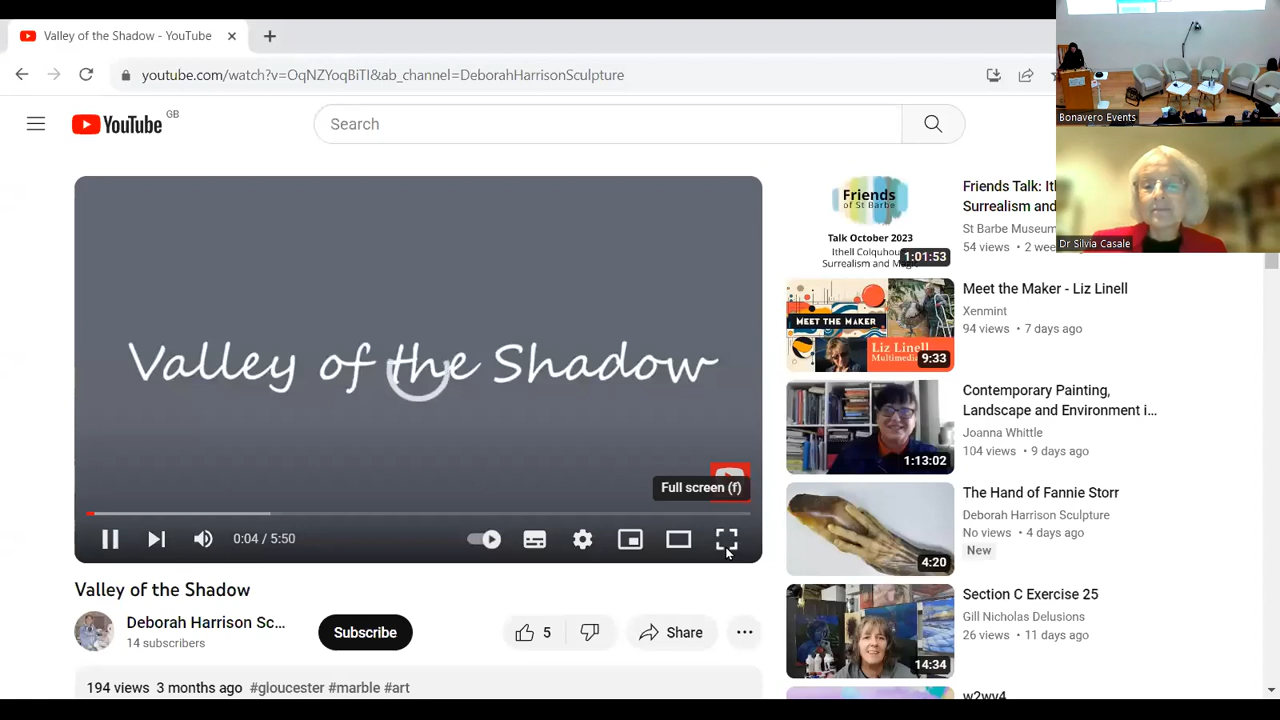 Valley of the Shadow - YouTube
youtube.com/watch?v=OqNZYoqBiTI&ab_channel=DeborahHarrisonSculpture
YouTube
GB
Search
Bonavero Events
Dr Silvia Casale
Valley of the Shadow
Full screen (f)
0:04 / 5:50
Valley of the Shadow
Deborah Harrison Sc...
14 subscribers
Subscribe
5
Share
194 views 3 months ago #gloucester #marble #art
Friends
of St Barbe
Talk October 2023
Ithell Colquhou
Surrealism and Ma
1:01:53
Friends Talk: It
Surrealism and
St Barbe Museum
54 views • 2 wee
MEET THE MAKER
Liz Linell
Multimedia
9:33
Meet the Maker - Liz Linell
Xenmint
94 views • 7 days ago
1:13:02
Contemporary Painting,
Landscape and Environment i...
Joanna Whittle
104 views • 9 days ago
4:20
The Hand of Fannie Storr
Deborah Harrison Sculpture
No views • 4 days ago
New
14:34
Section C Exercise 25
Gill Nicholas Delusions
26 views • 11 days ago